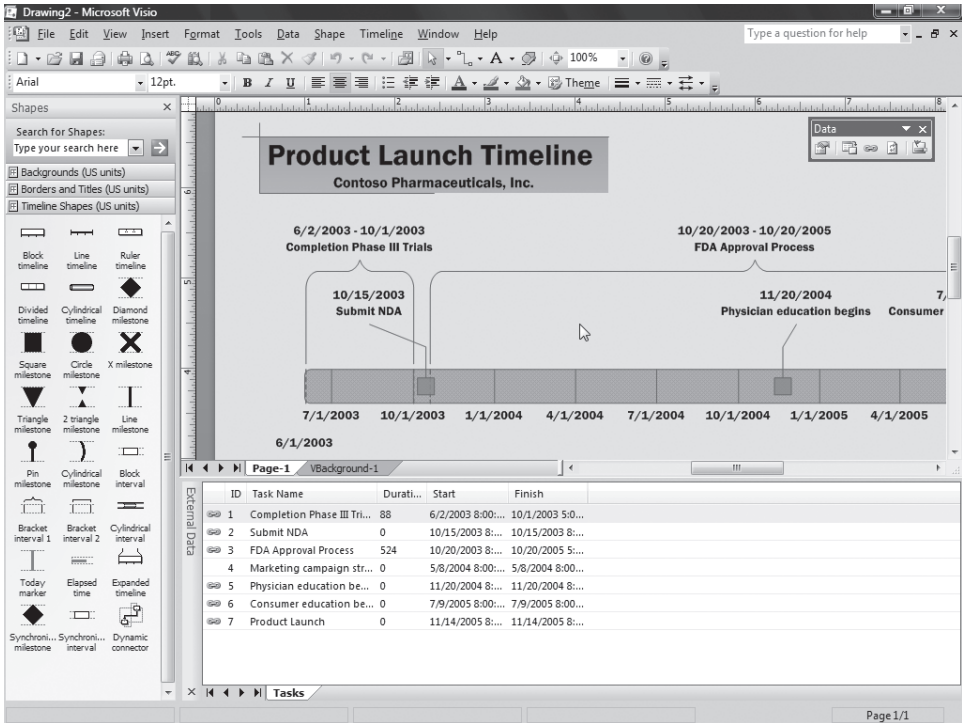 Drawing2 - Microsoft Visio
File Edit View Insert Format Tools Data Shape Timeline Window Help
Type a question for help
100%
Arial 12pt. B I U Theme
Shapes
Search for Shapes:
Type your search here
Backgrounds (US units)
Borders and Titles (US units)
Timeline Shapes (US units)
Block timeline
Line timeline
Ruler timeline
Divided timeline
Cylindrical timeline
Diamond milestone
Square milestone
Circle milestone
X milestone
Triangle milestone
2 triangle milestone
Line milestone
Pin milestone
Cylindrical milestone
Block interval
Bracket interval 1
Bracket interval 2
Cylindrical interval
Today marker
Elapsed time
Expanded timeline
Synchroni... milestone
Synchroni... interval
Dynamic connector
0 1 2 3 4 5 6 7 8
6
5
4
Data
Product Launch Timeline
Contoso Pharmaceuticals, Inc.
6/2/2003 - 10/1/2003
Completion Phase III Trials
10/20/2003 - 10/20/2005
FDA Approval Process
10/15/2003
Submit NDA
11/20/2004
Physician education begins
7/
Consumer
7/1/2003 10/1/2003 1/1/2004 4/1/2004 7/1/2004 10/1/2004 1/1/2005 4/1/2005
6/1/2003
Page-1 VBackground-1
External Data
ID Task Name Durati... Start Finish
1 Completion Phase III Tri... 88 6/2/2003 8:00:... 10/1/2003 5:0...
2 Submit NDA 0 10/15/2003 8:... 10/15/2003 8:...
3 FDA Approval Process 524 10/20/2003 8:... 10/20/2005 5:...
4 Marketing campaign str... 0 5/8/2004 8:00:... 5/8/2004 8:00...
5 Physician education be... 0 11/20/2004 8:... 11/20/2004 8:...
6 Consumer education be... 0 7/9/2005 8:00:... 7/9/2005 8:00...
7 Product Launch 0 11/14/2005 8:... 11/14/2005 8:...
Tasks
Page 1/1